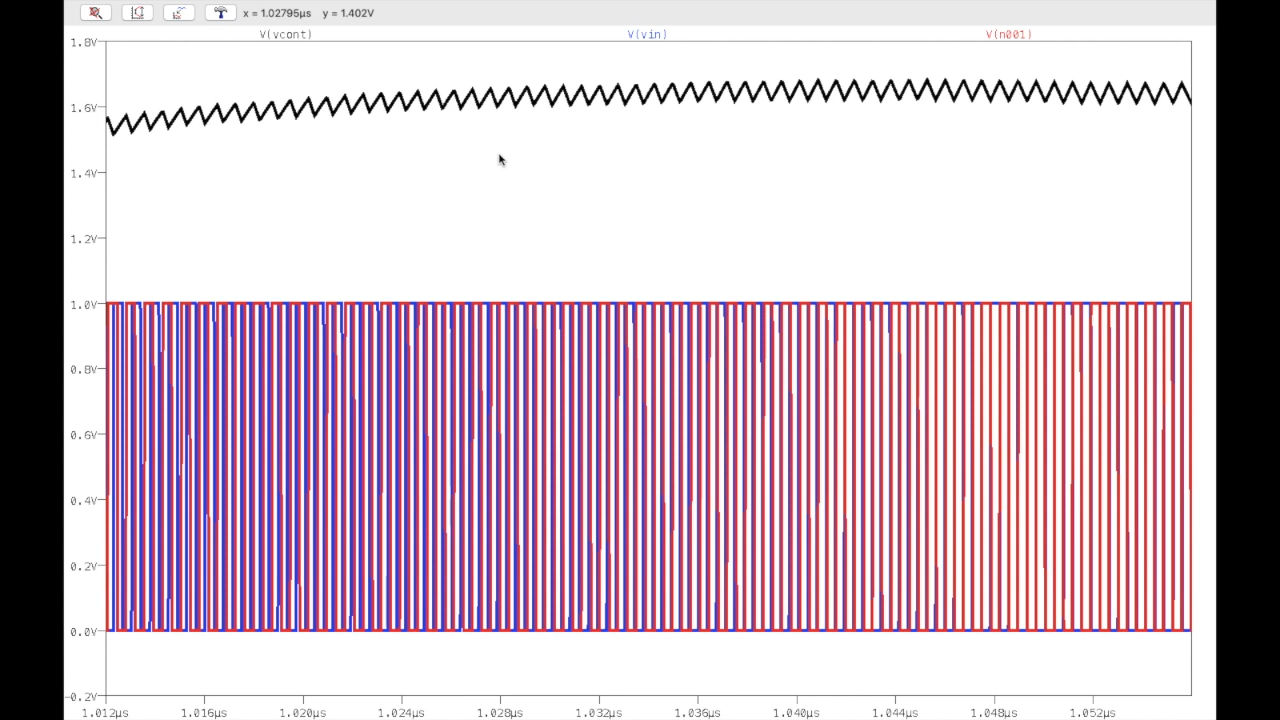 x = 1.02795µs y = 1.402V
V(vcont) V(vin) V(n001)
1.8V
1.6V
1.4V
1.2V
1.0V
0.8V
0.6V
0.4V
0.2V
0.0V
-0.2V
1.012µs 1.016µs 1.020µs 1.024µs 1.028µs 1.032µs 1.036µs 1.040µs 1.044µs 1.048µs 1.052µs